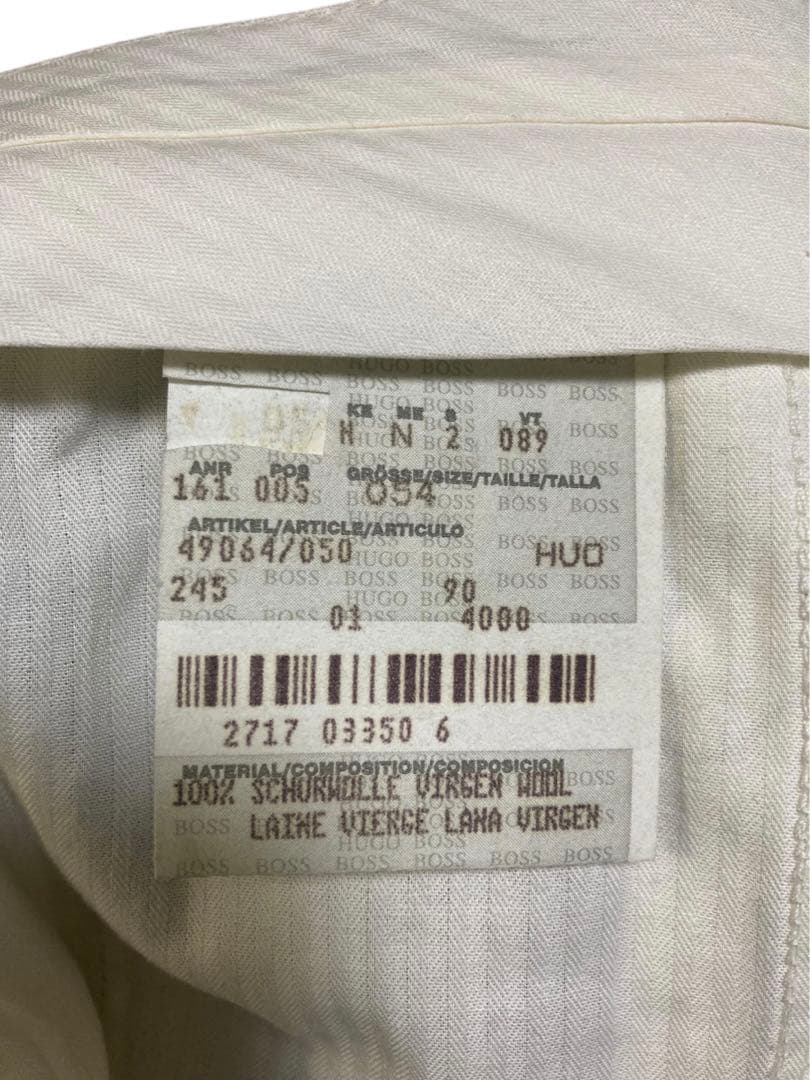 KE ME S VT
H N 2 089
ANR POS GRÖSSE/SIZE/TAILLE/TALLA
161 005 054
ARTIKEL/ARTICLE/ARTICULO
49064/050 HUO
245 90
01 4000
2717 03350 6
MATERIAL/COMPOSITION/COMPOSICION
100% SCHURWOLLE VIRGEN WOOL
LAINE VIERGE LANA VIRGEN
HUGO BOSS